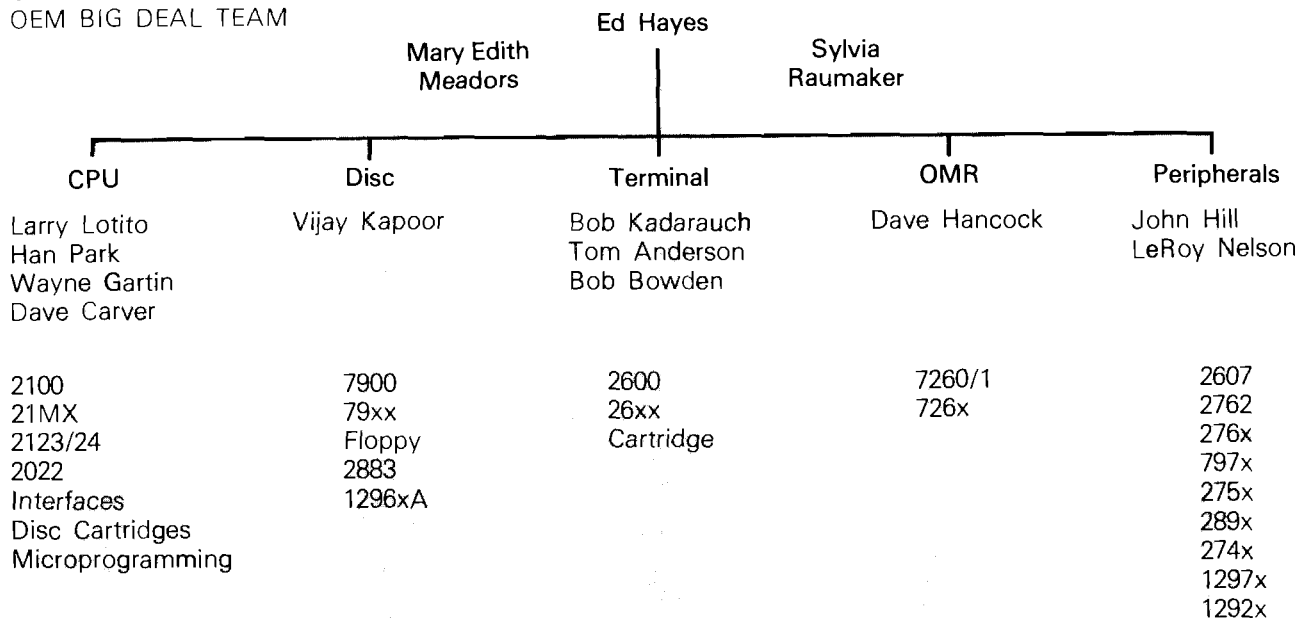 OEM BIG DEAL TEAM
Ed Hayes
Mary Edith
Meadors
Sylvia
Raumaker
CPU
Larry Lotito
Han Park
Wayne Gartin
Dave Carver
2100
21MX
2123/24
2022
Interfaces
Disc Cartridges
Microprogramming
Disc
Vijay Kapoor
7900
79xx
Floppy
2883
1296xA
Terminal
Bob Kadarauch
Tom Anderson
Bob Bowden
2600
26xx
Cartridge
OMR
Dave Hancock
7260/1
726x
Peripherals
John Hill
LeRoy Nelson
2607
2762
276x
797x
275x
289x
274x
1297x
1292x